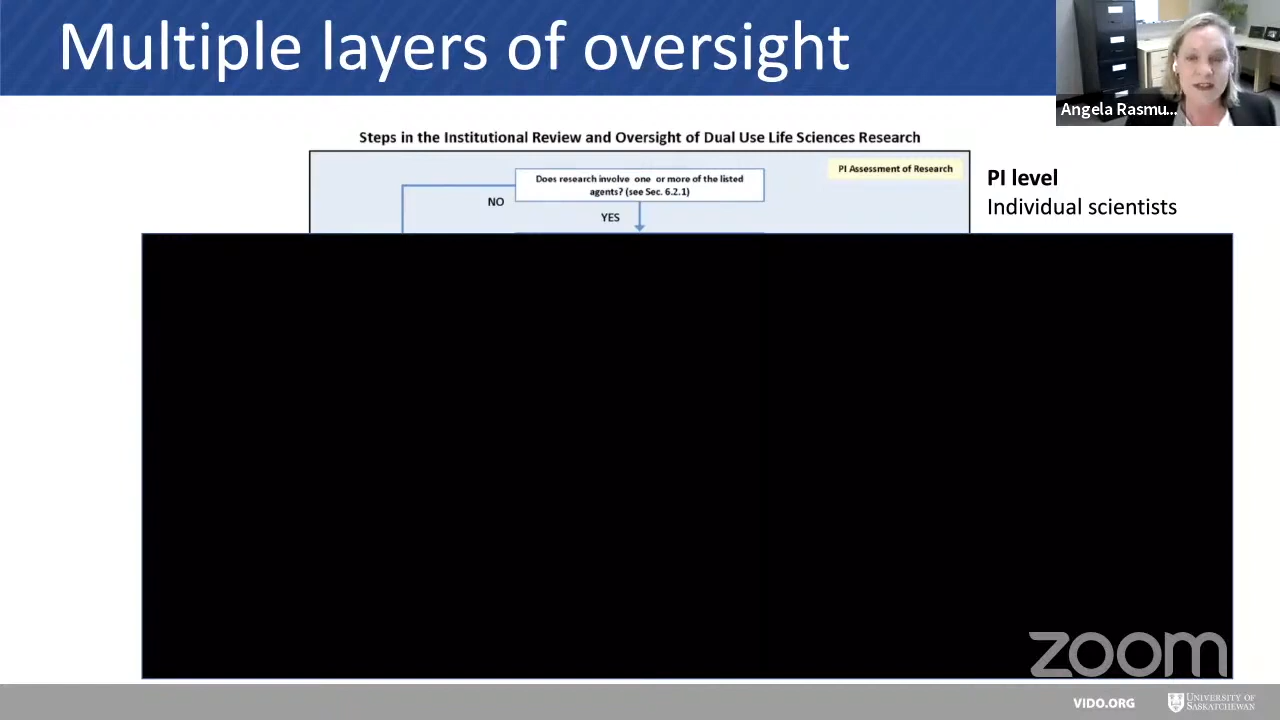 Multiple layers of oversight
Angela Rasmu...
Steps in the Institutional Review and Oversight of Dual Use Life Sciences Research
PI Assessment of Research
Does research involve one or more of the listed
agents? (see Sec. 6.2.1)
NO
YES
PI level
Individual scientists
zoom
VIDO.ORG
UNIVERSITY OF
SASKATCHEWAN